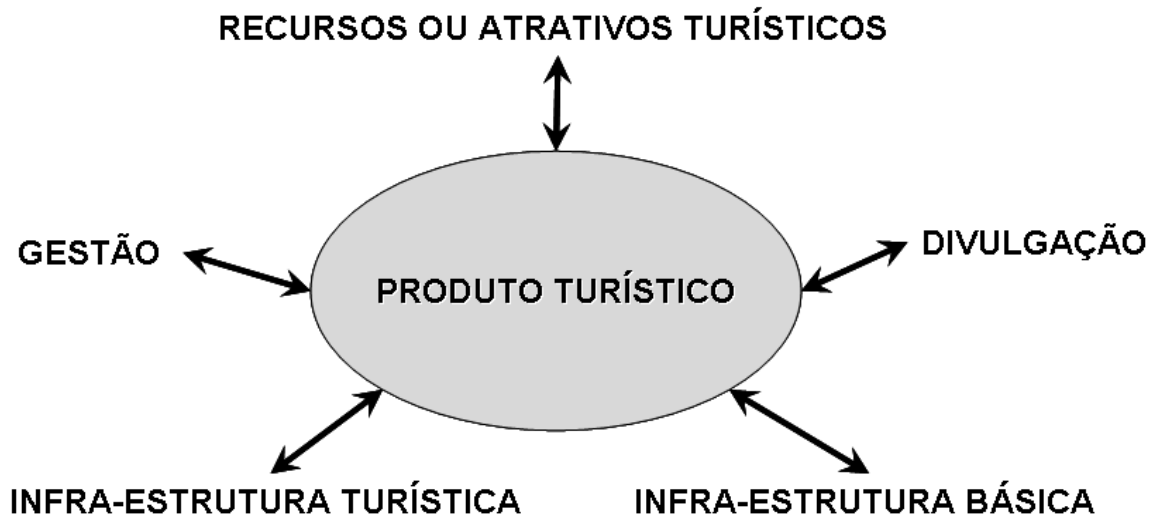 RECURSOS OU ATRATIVOS TURÍSTICOS
GESTÃO
DIVULGAÇÃO
PRODUTO TURÍSTICO
INFRA-ESTRUTURA TURÍSTICA
INFRA-ESTRUTURA BÁSICA